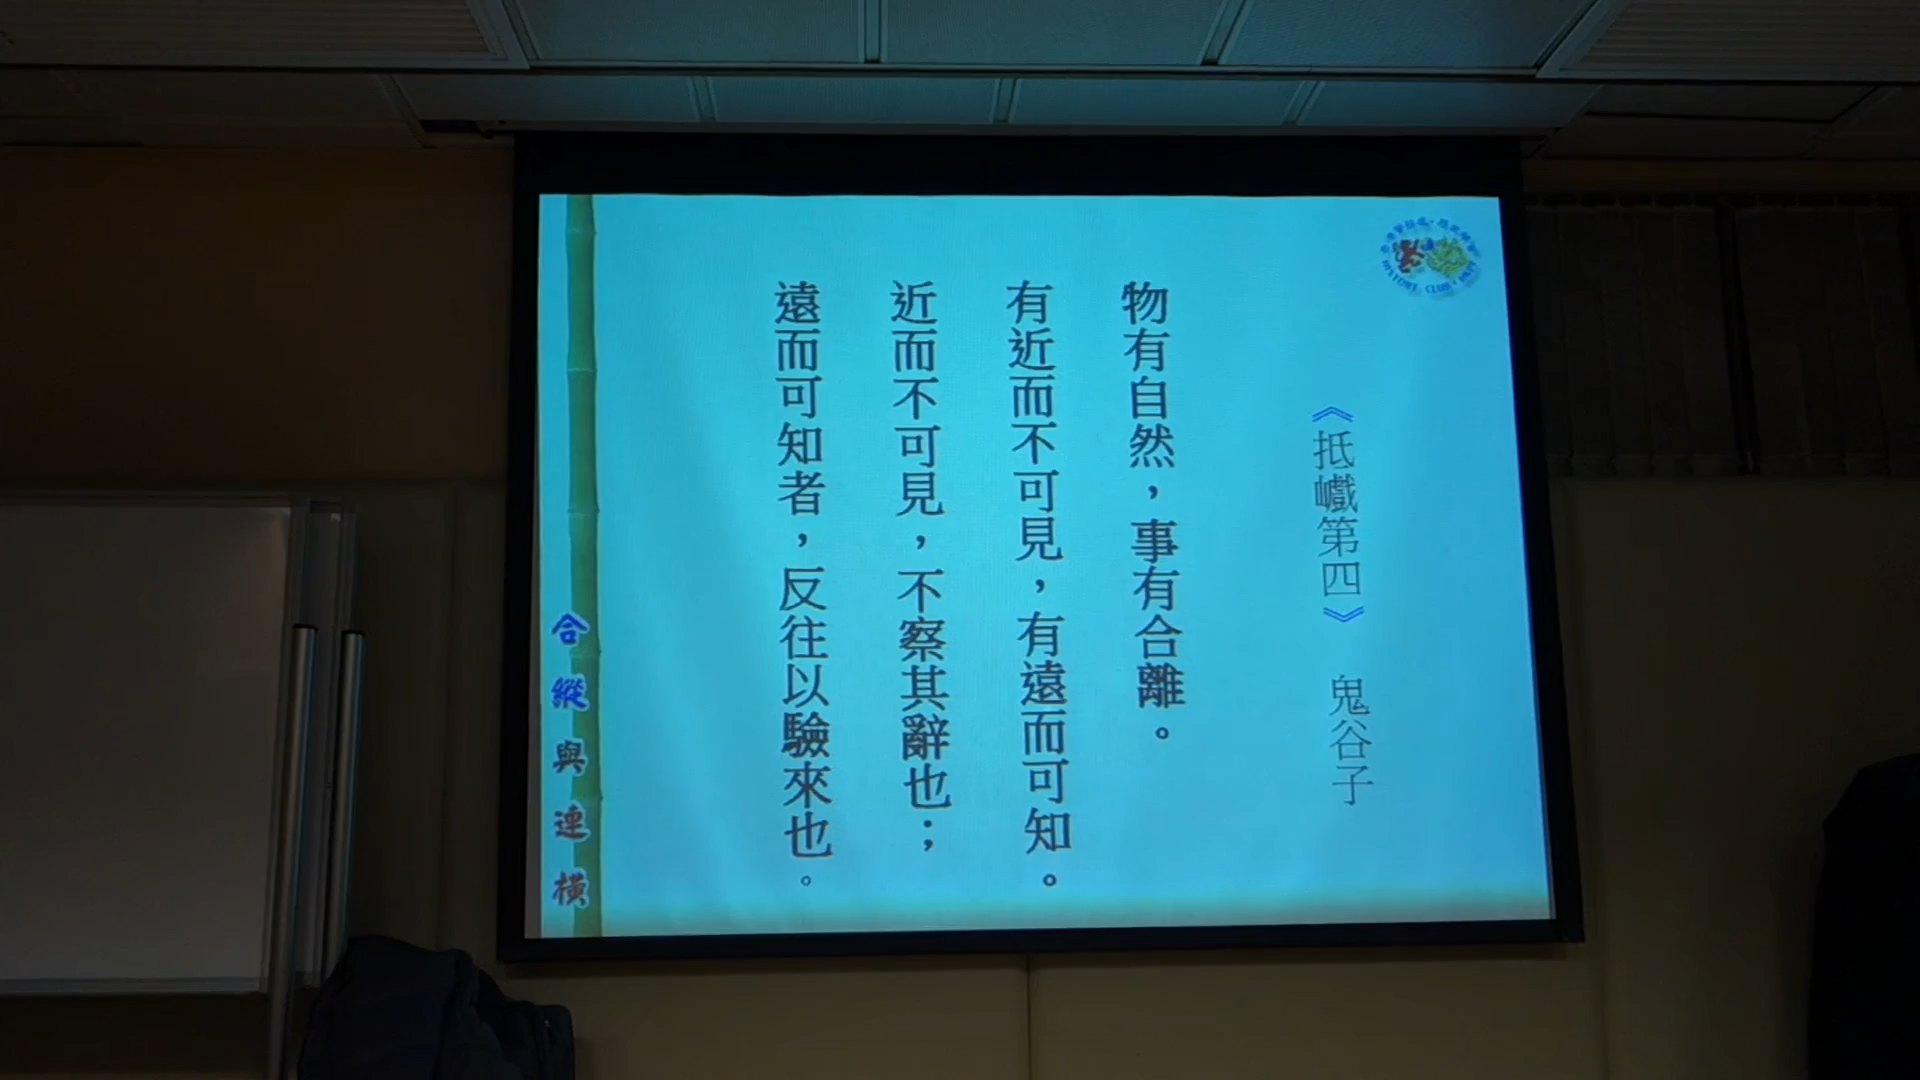 《抵巇第四》　鬼谷子
物有自然，事有合離。
有近而不可見，有遠而可知。
近而不可見，不察其辭也；
遠而可知者，反往以驗來也。
合縱與連橫
HISTORY CLUB